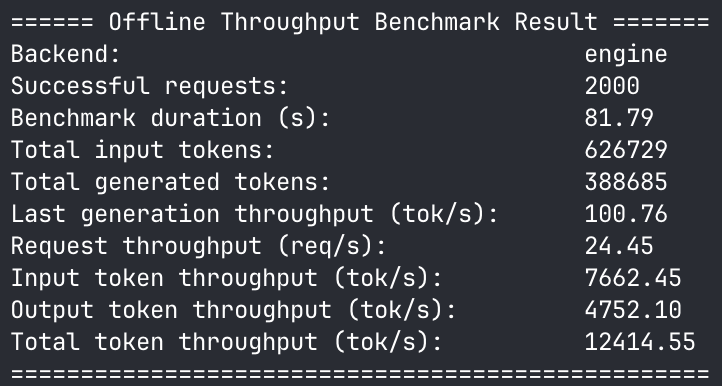 ====== Offline Throughput Benchmark Result =======
Backend:                                 engine
Successful requests:                     2000
Benchmark duration (s):                  81.79
Total input tokens:                      626729
Total generated tokens:                  388685
Last generation throughput (tok/s):      100.76
Request throughput (req/s):              24.45
Input token throughput (tok/s):          7662.45
Output token throughput (tok/s):         4752.10
Total token throughput (tok/s):          12414.55
==================================================